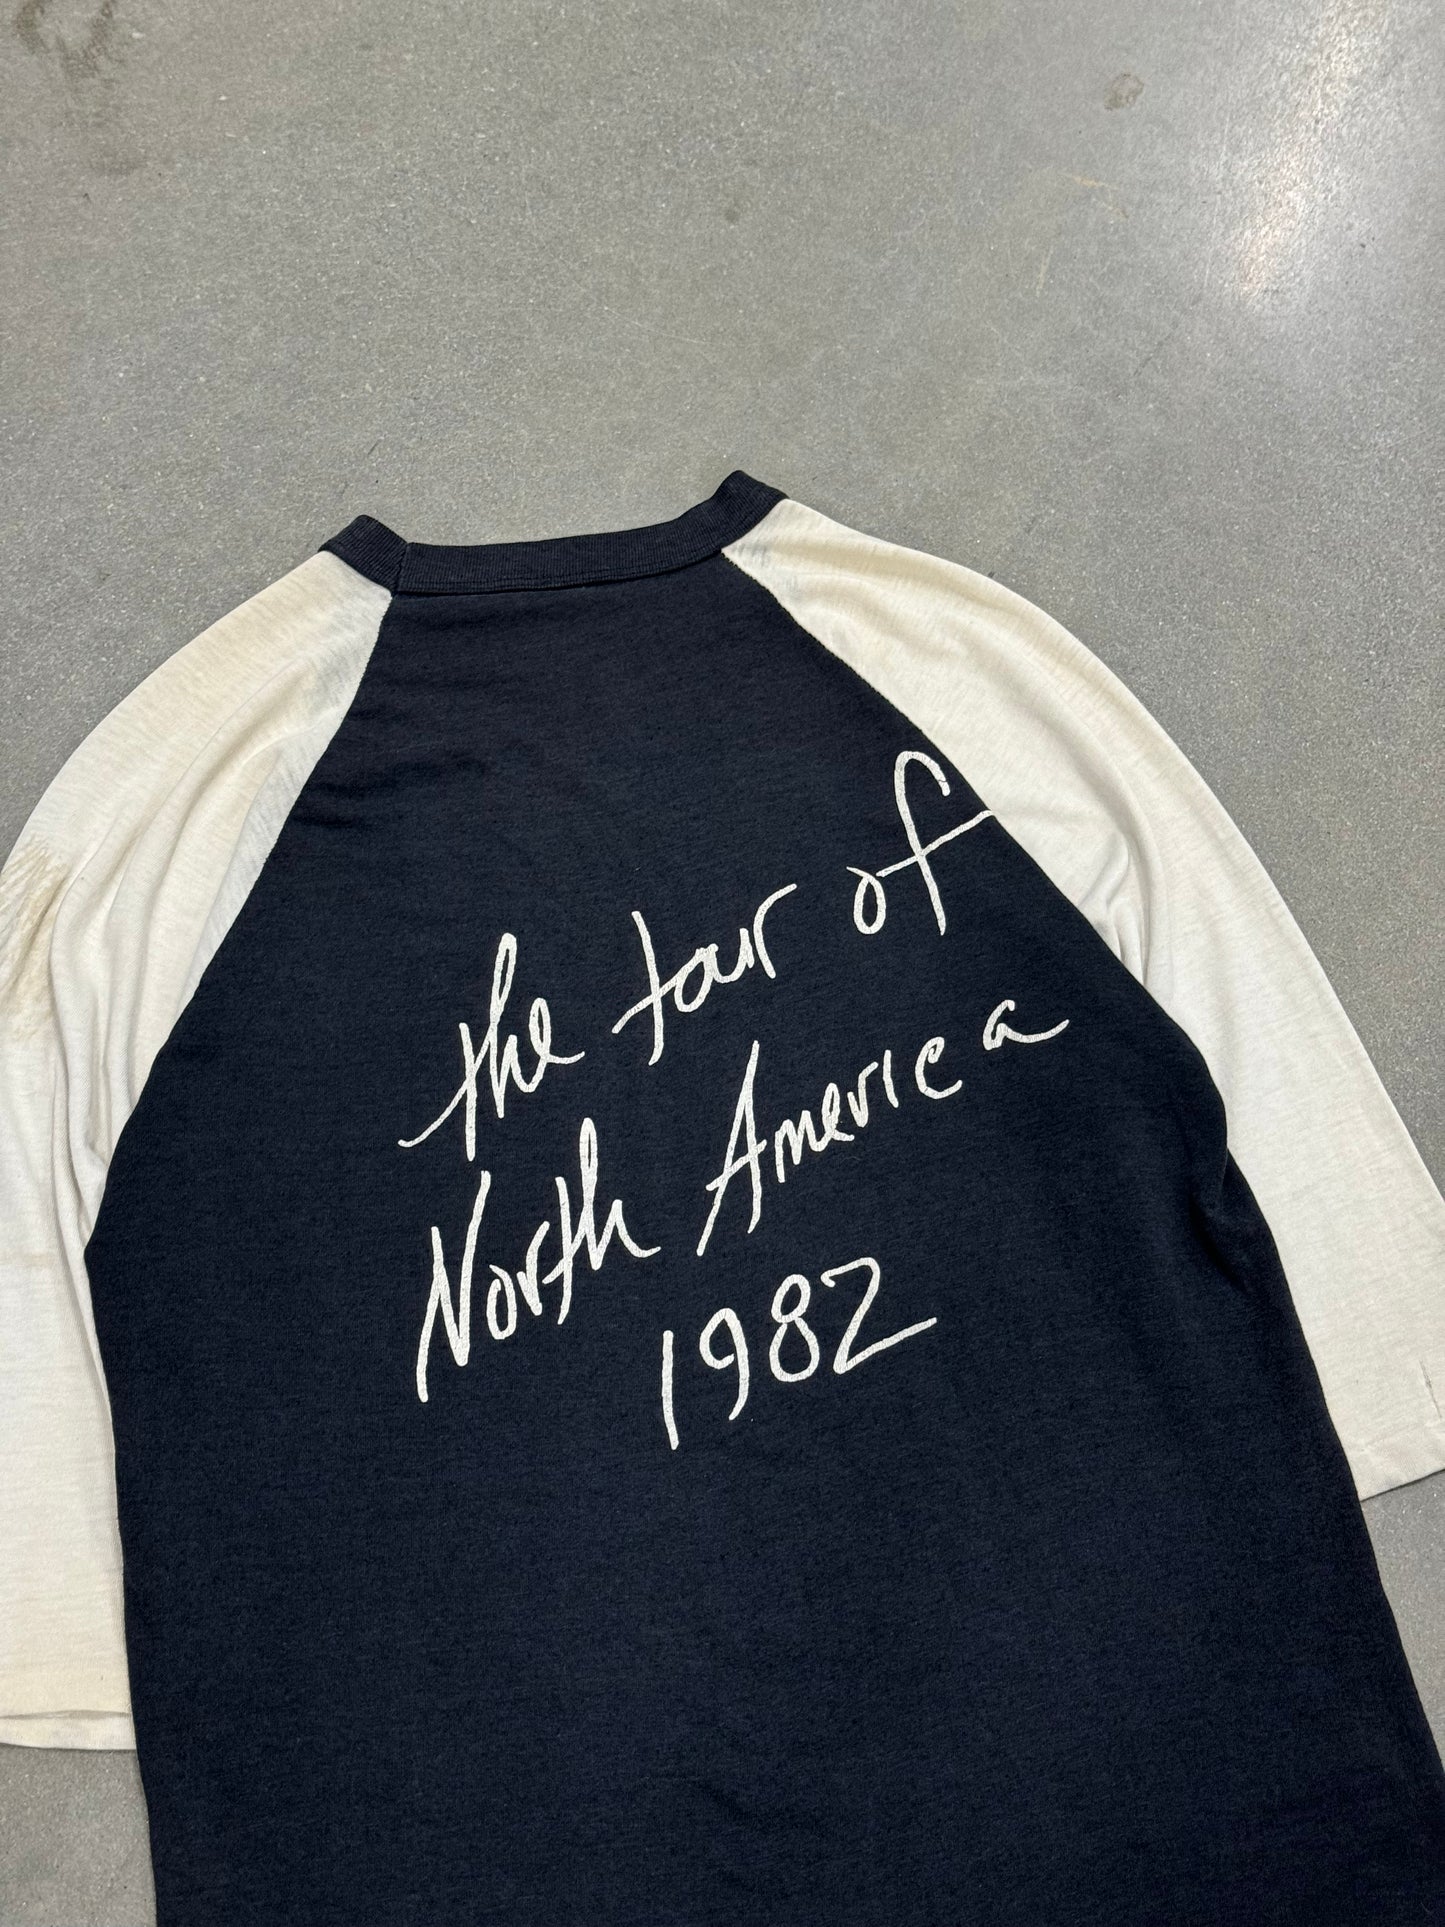 the tour of
North America
1982